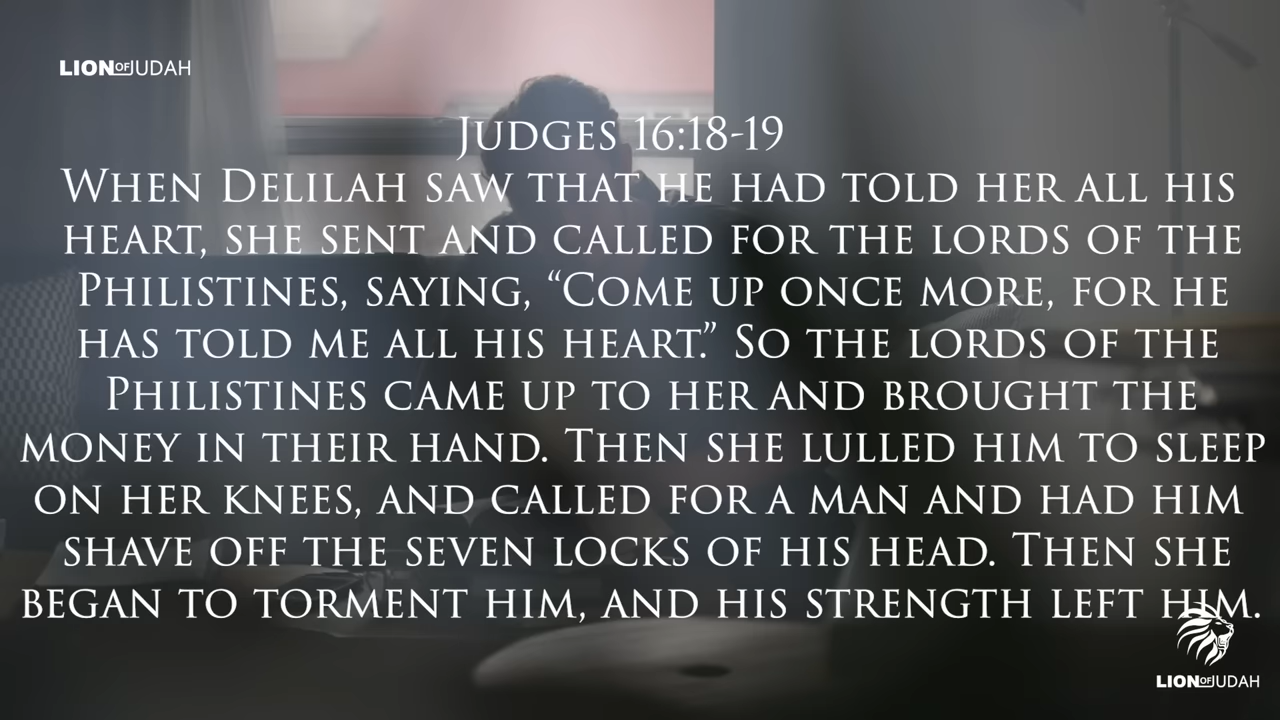 LIONOFJUDAH
Judges 16:18-19
When Delilah saw that he had told her all his
heart, she sent and called for the lords of the
Philistines, saying, “Come up once more, for he
has told me all his heart.” So the lords of the
Philistines came up to her and brought the
money in their hand. Then she lulled him to sleep
on her knees, and called for a man and had him
shave off the seven locks of his head. Then she
began to torment him, and his strength left him.
LIONOFJUDAH